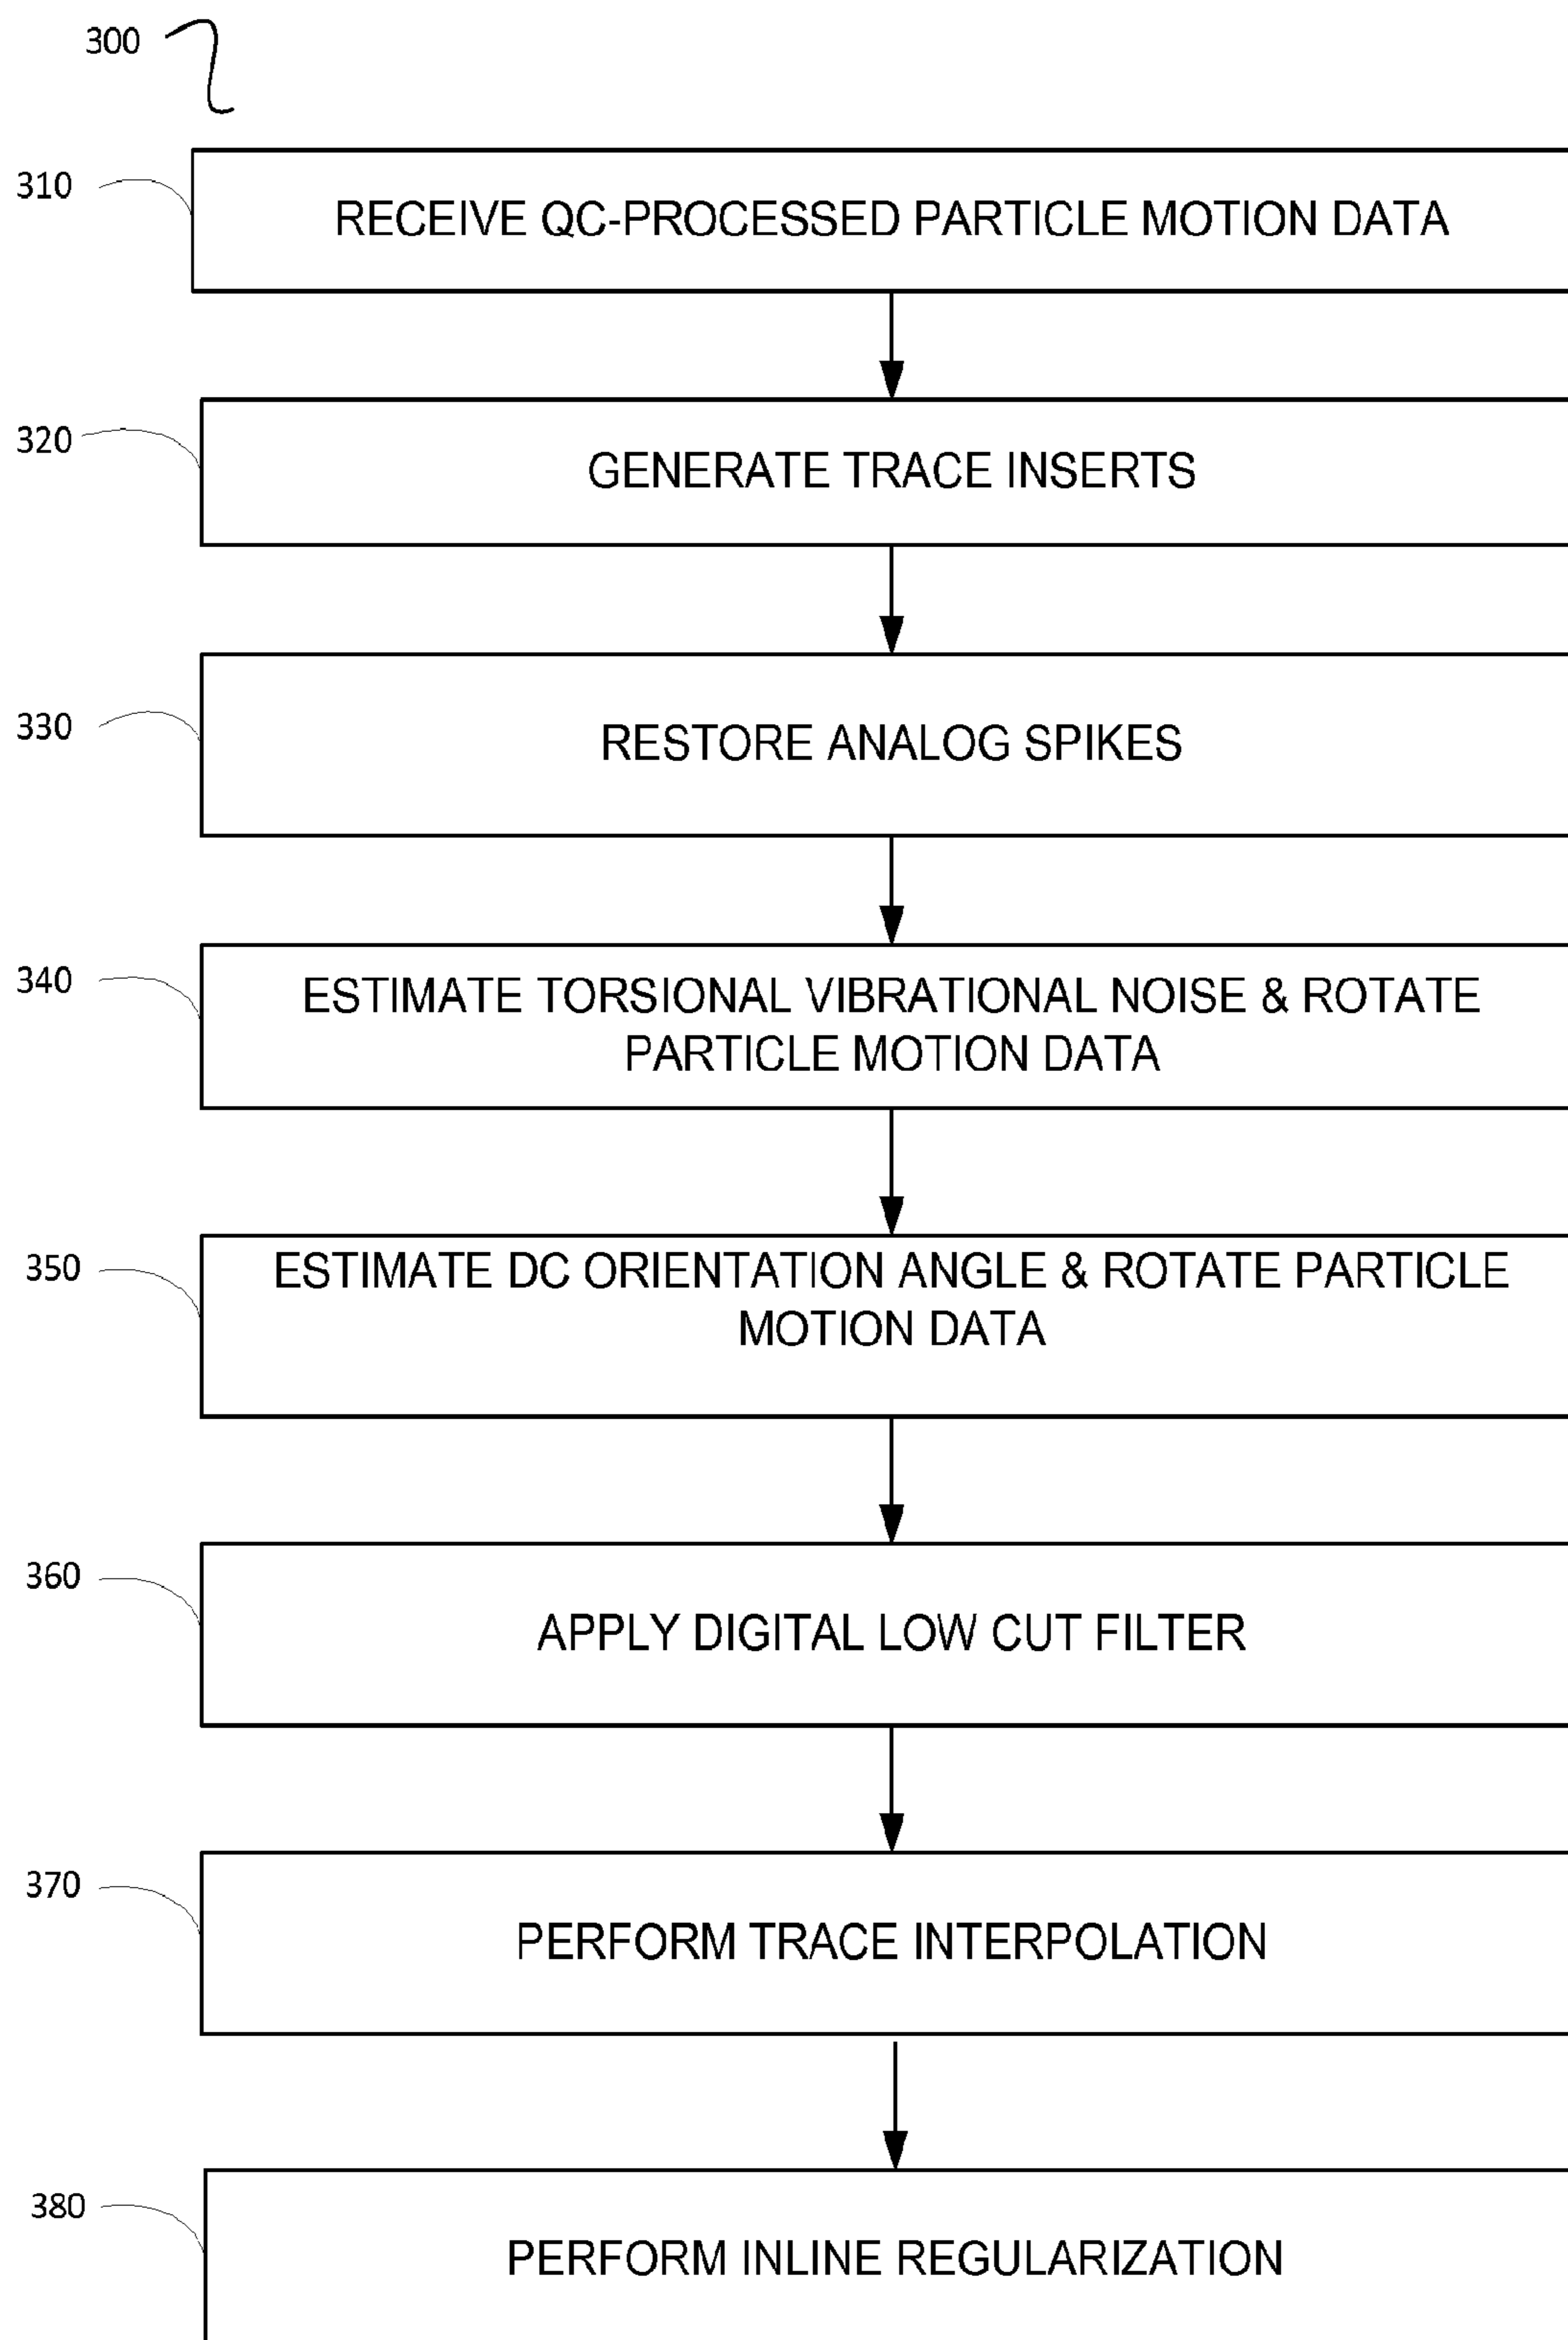 300
310
RECEIVE QC-PROCESSED PARTICLE MOTION DATA
320
GENERATE TRACE INSERTS
330
RESTORE ANALOG SPIKES
340
ESTIMATE TORSIONAL VIBRATIONAL NOISE & ROTATE
PARTICLE MOTION DATA
350
ESTIMATE DC ORIENTATION ANGLE & ROTATE PARTICLE
MOTION DATA
360
APPLY DIGITAL LOW CUT FILTER
370
PERFORM TRACE INTERPOLATION
380
PERFORM INLINE REGULARIZATION